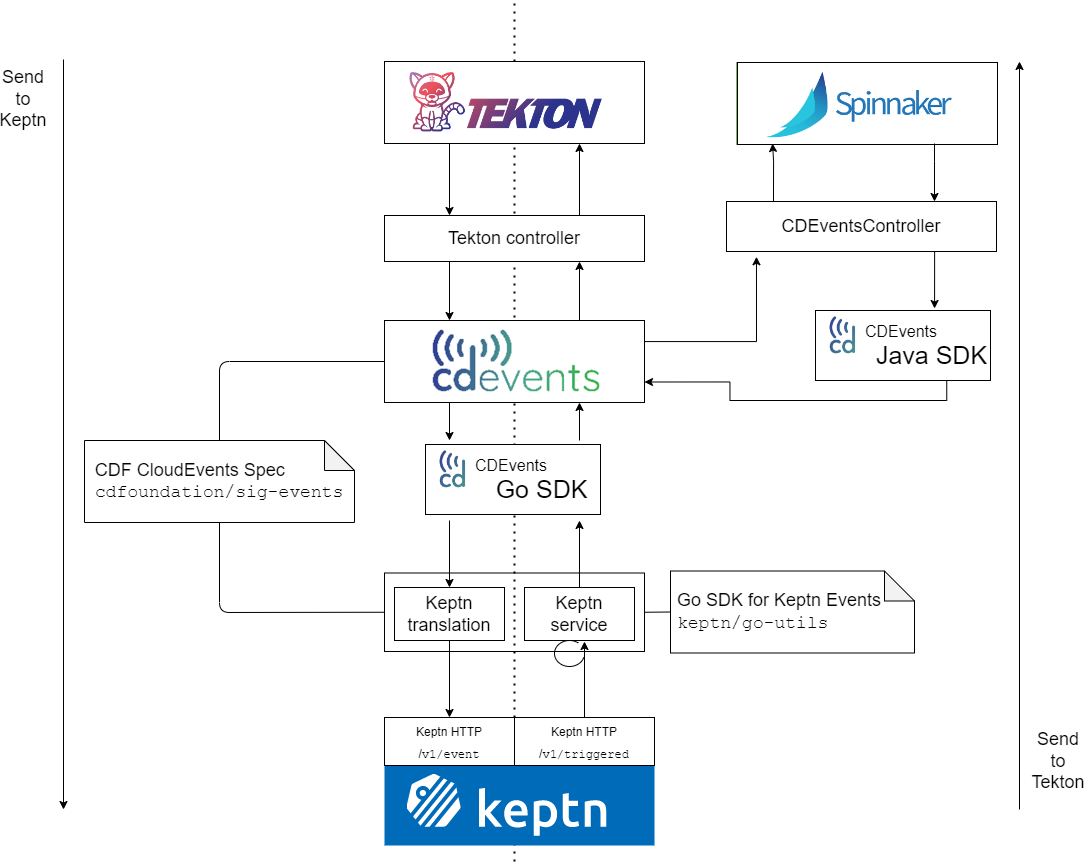 Send
to
Keptn
TEKTON
Spinnaker
Tekton controller
CDEventsController
cdevents
cd
CDEvents
Java SDK
CDF CloudEvents Spec
cdfoundation/sig-events
cd
CDEvents
Go SDK
Keptn
translation
Keptn
service
Go SDK for Keptn Events
keptn/go-utils
Keptn HTTP
/v1/event
Keptn HTTP
/v1/triggered
keptn
Send
to
Tekton